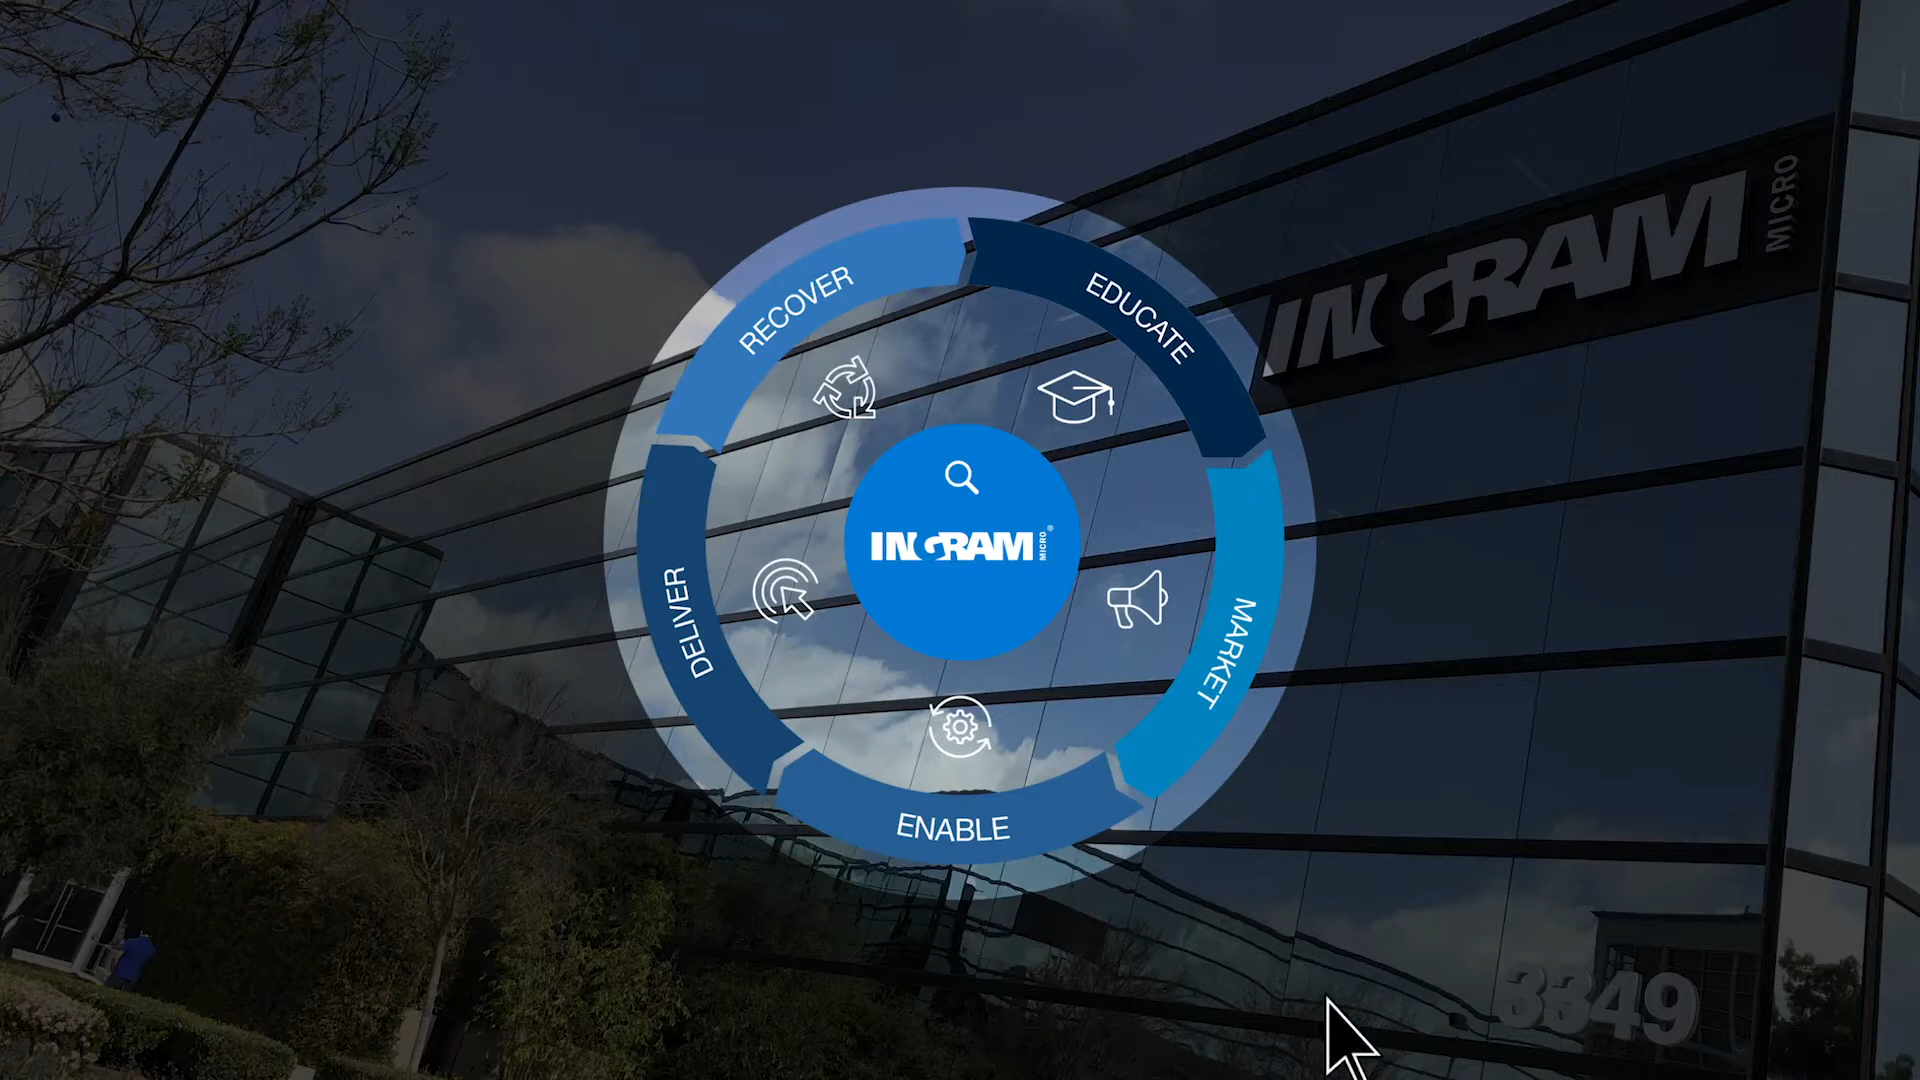 INGRAM
MICRO
RECOVER
EDUCATE
INGRAM
MICRO®
DELIVER
MARKET
ENABLE
3349